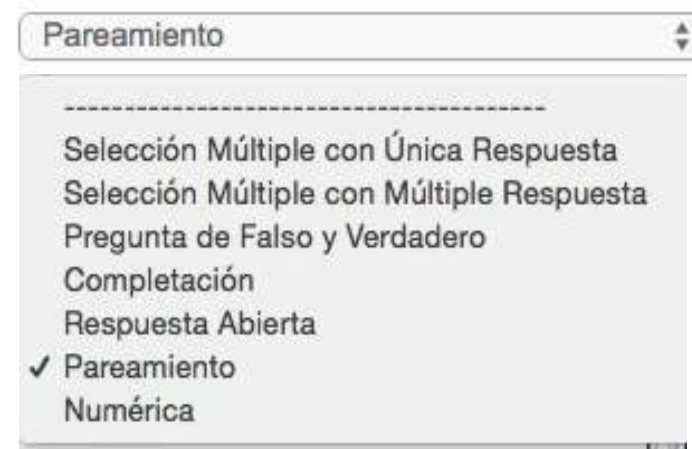 Pareamiento
----------------------------------------
Selección Múltiple con Única Respuesta
Selección Múltiple con Múltiple Respuesta
Pregunta de Falso y Verdadero
Completación
Respuesta Abierta
✓ Pareamiento
Numérica